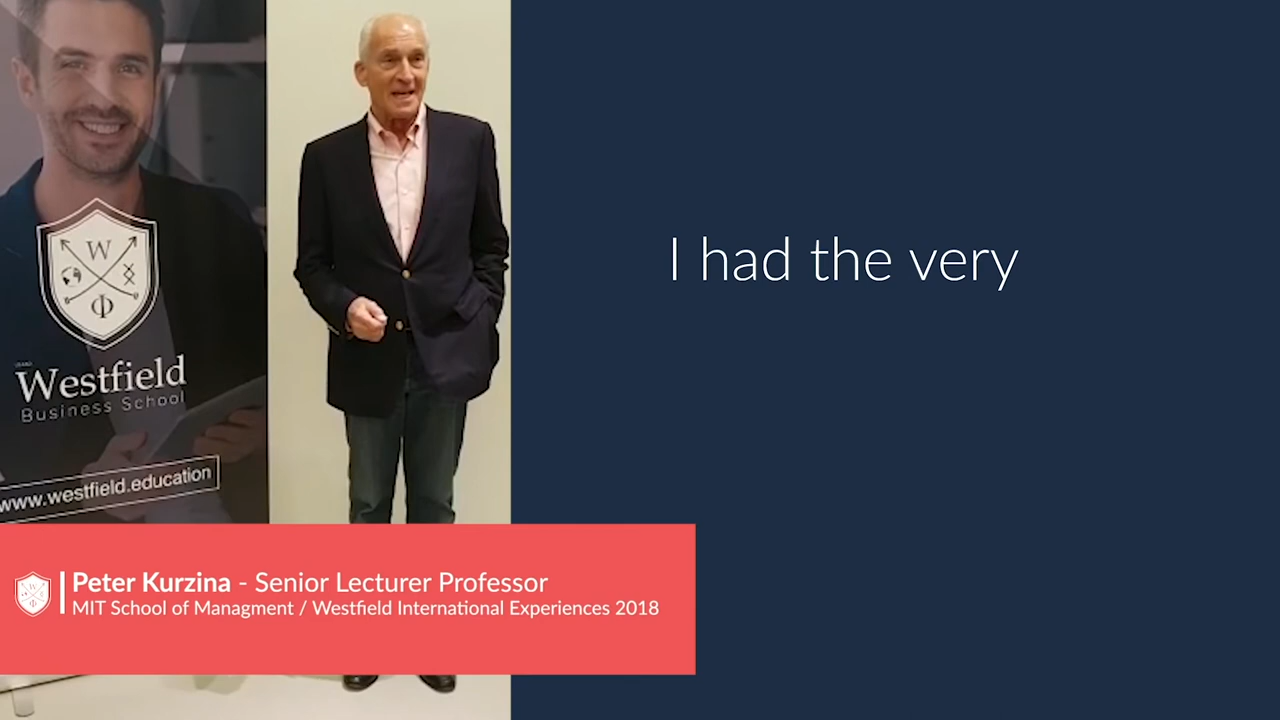 W
Φ
Westfield
Business School
www.westfield.education
I had the very
Peter Kurzina - Senior Lecturer Professor
MIT School of Managment / Westfield International Experiences 2018